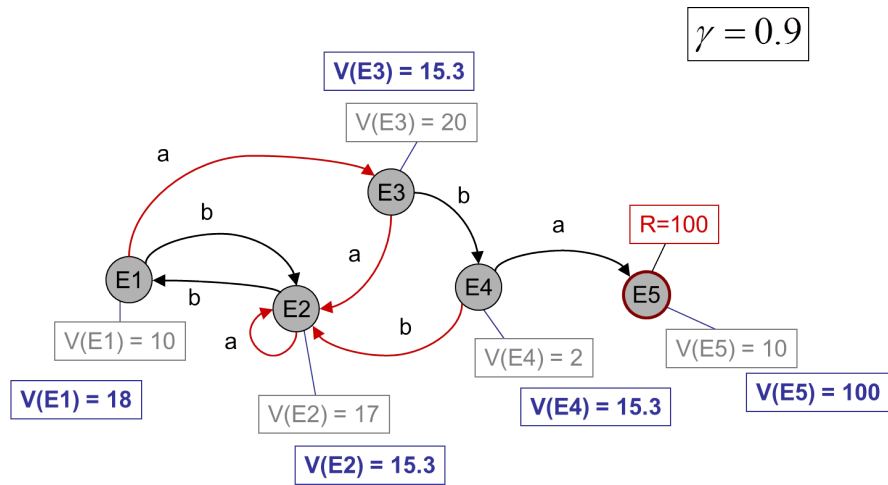 γ = 0.9
V(E3) = 15.3
V(E3) = 20
a
b
E3
b
a
R=100
a
E1
b
E2
E4
E5
a
b
V(E1) = 10
V(E4) = 2
V(E5) = 10
V(E1) = 18
V(E2) = 17
V(E4) = 15.3
V(E5) = 100
V(E2) = 15.3